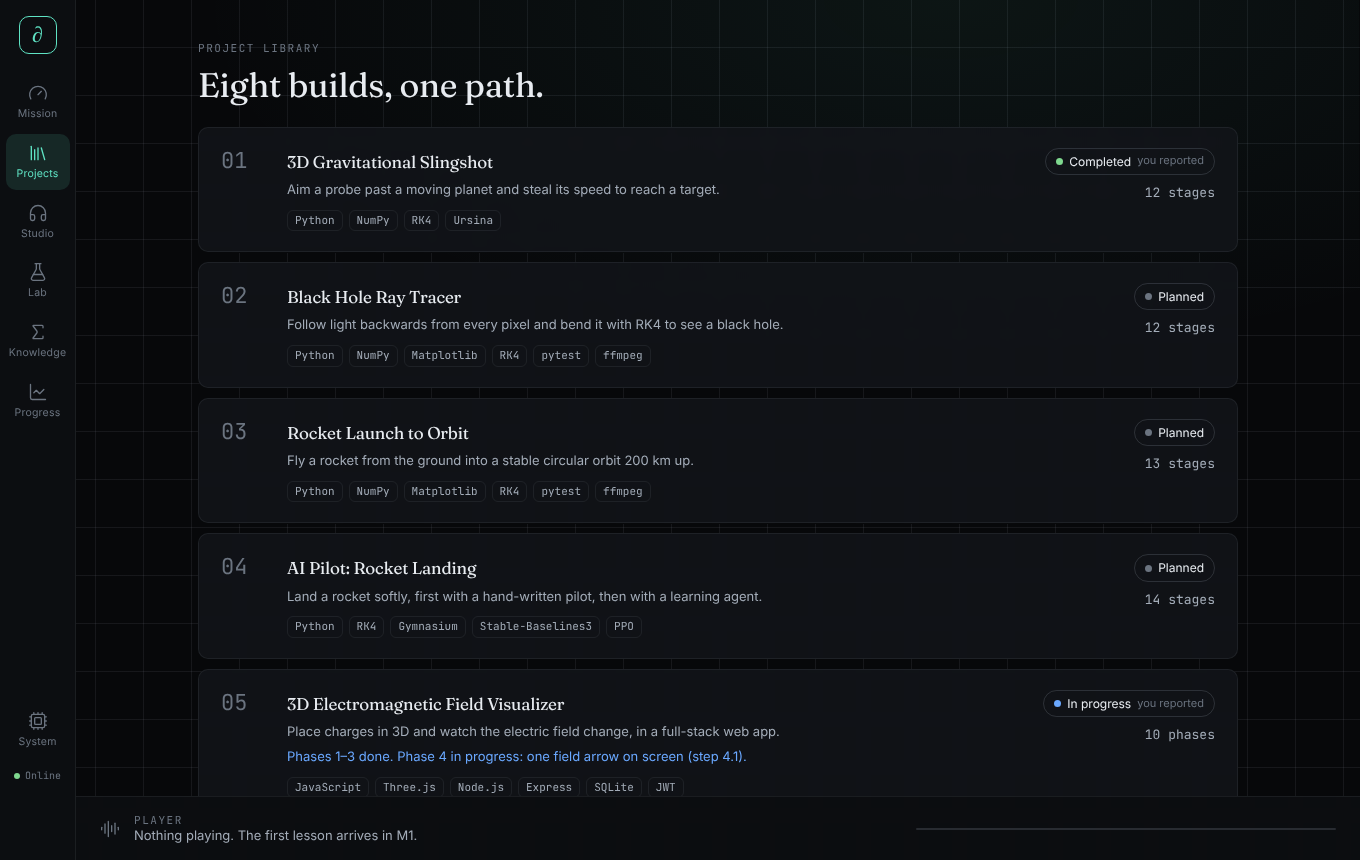 ∂
Mission
Projects
Studio
Lab
Knowledge
Progress
System
Online
PROJECT LIBRARY
Eight builds, one path.
01
3D Gravitational Slingshot
Aim a probe past a moving planet and steal its speed to reach a target.
Python NumPy RK4 Ursina
Completed you reported
12 stages
02
Black Hole Ray Tracer
Follow light backwards from every pixel and bend it with RK4 to see a black hole.
Python NumPy Matplotlib RK4 pytest ffmpeg
Planned
12 stages
03
Rocket Launch to Orbit
Fly a rocket from the ground into a stable circular orbit 200 km up.
Python NumPy Matplotlib RK4 pytest ffmpeg
Planned
13 stages
04
AI Pilot: Rocket Landing
Land a rocket softly, first with a hand-written pilot, then with a learning agent.
Python RK4 Gymnasium Stable-Baselines3 PPO
Planned
14 stages
05
3D Electromagnetic Field Visualizer
Place charges in 3D and watch the electric field change, in a full-stack web app.
Phases 1–3 done. Phase 4 in progress: one field arrow on screen (step 4.1).
JavaScript Three.js Node.js Express SQLite JWT
In progress you reported
10 phases
PLAYER
Nothing playing. The first lesson arrives in M1.